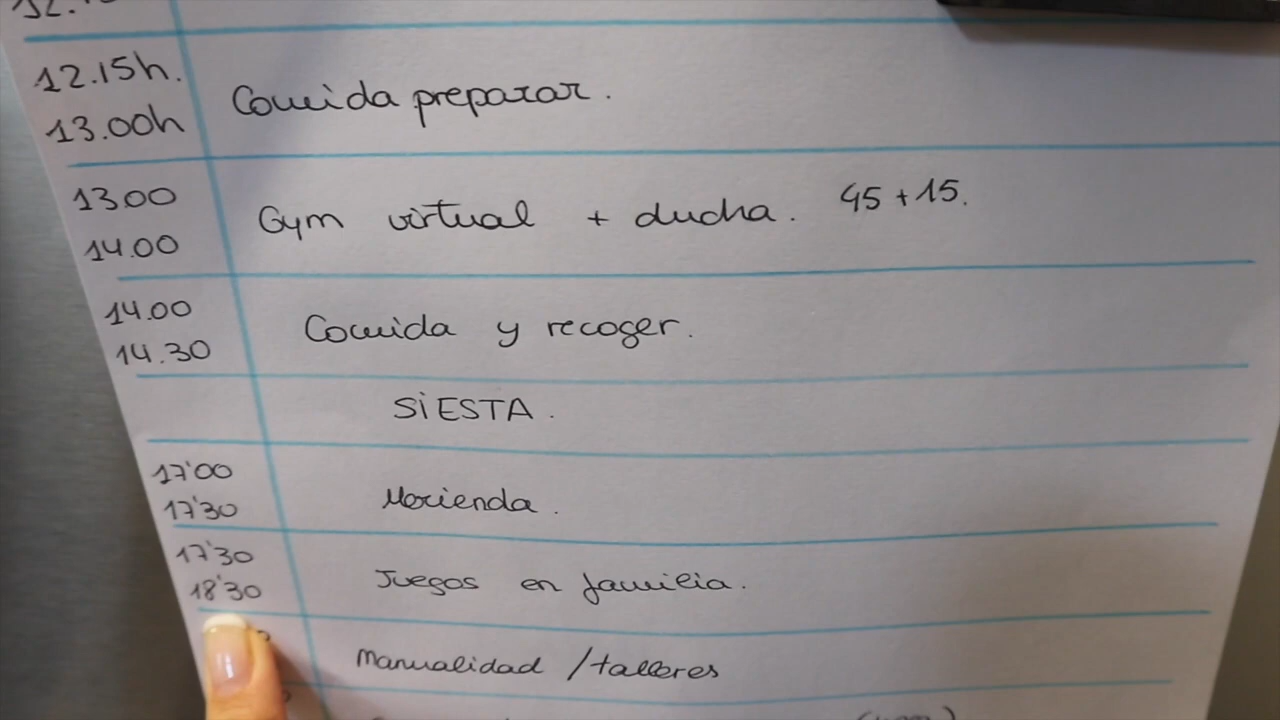 12.15h.
13.00h
Comida preparar.
13.00
14.00
Gym virtual + ducha. 45 + 15.
14.00
14.30
Comida y recoger.
SiESTA.
17'00
17'30
Merienda.
17'30
18'30
Juegos en familia.
Manualidad / talleres